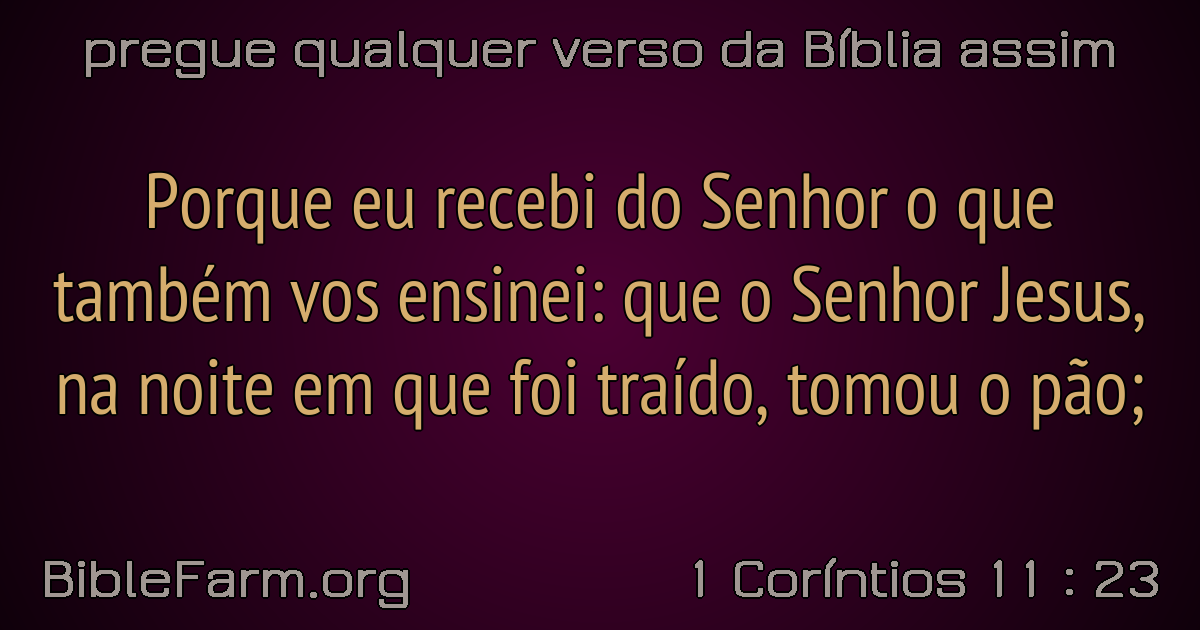 pregue qualquer verso da Bíblia assim
Porque eu recebi do Senhor o que
também vos ensinei: que o Senhor Jesus,
na noite em que foi traído, tomou o pão;
BibleFarm.org
1 Coríntios 11 : 23